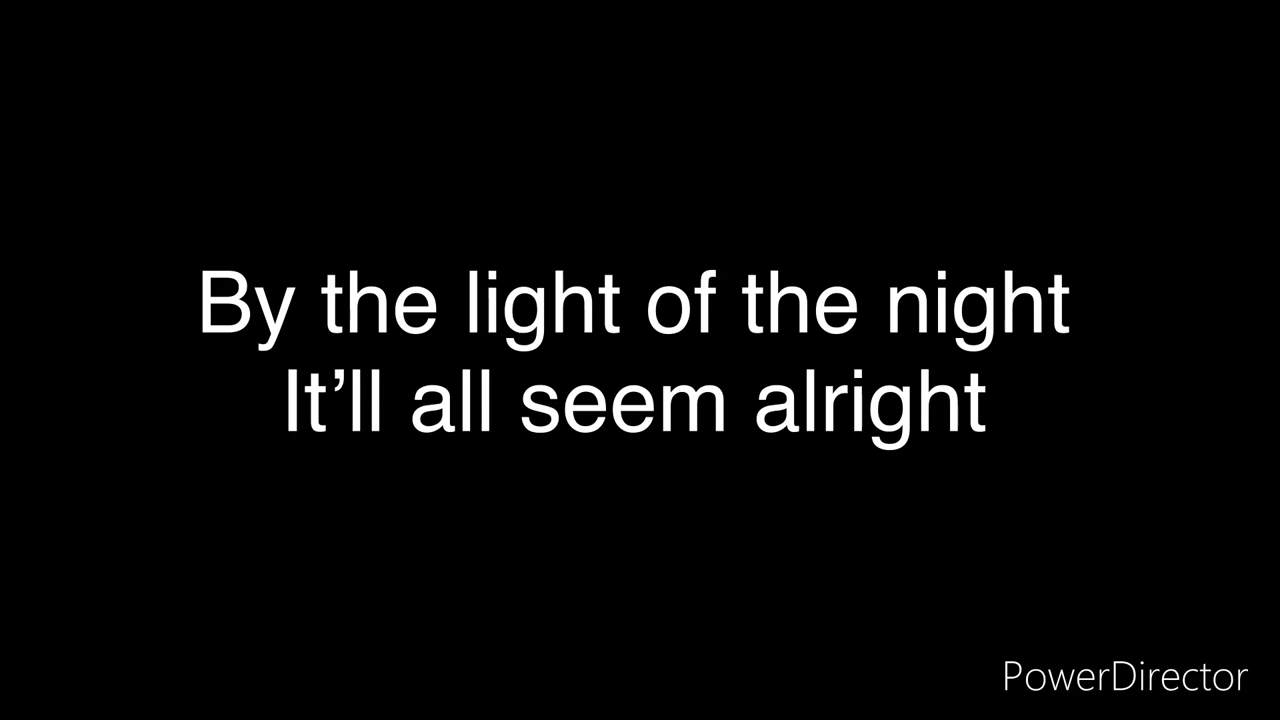 By the light of the night
It’ll all seem alright
PowerDirector